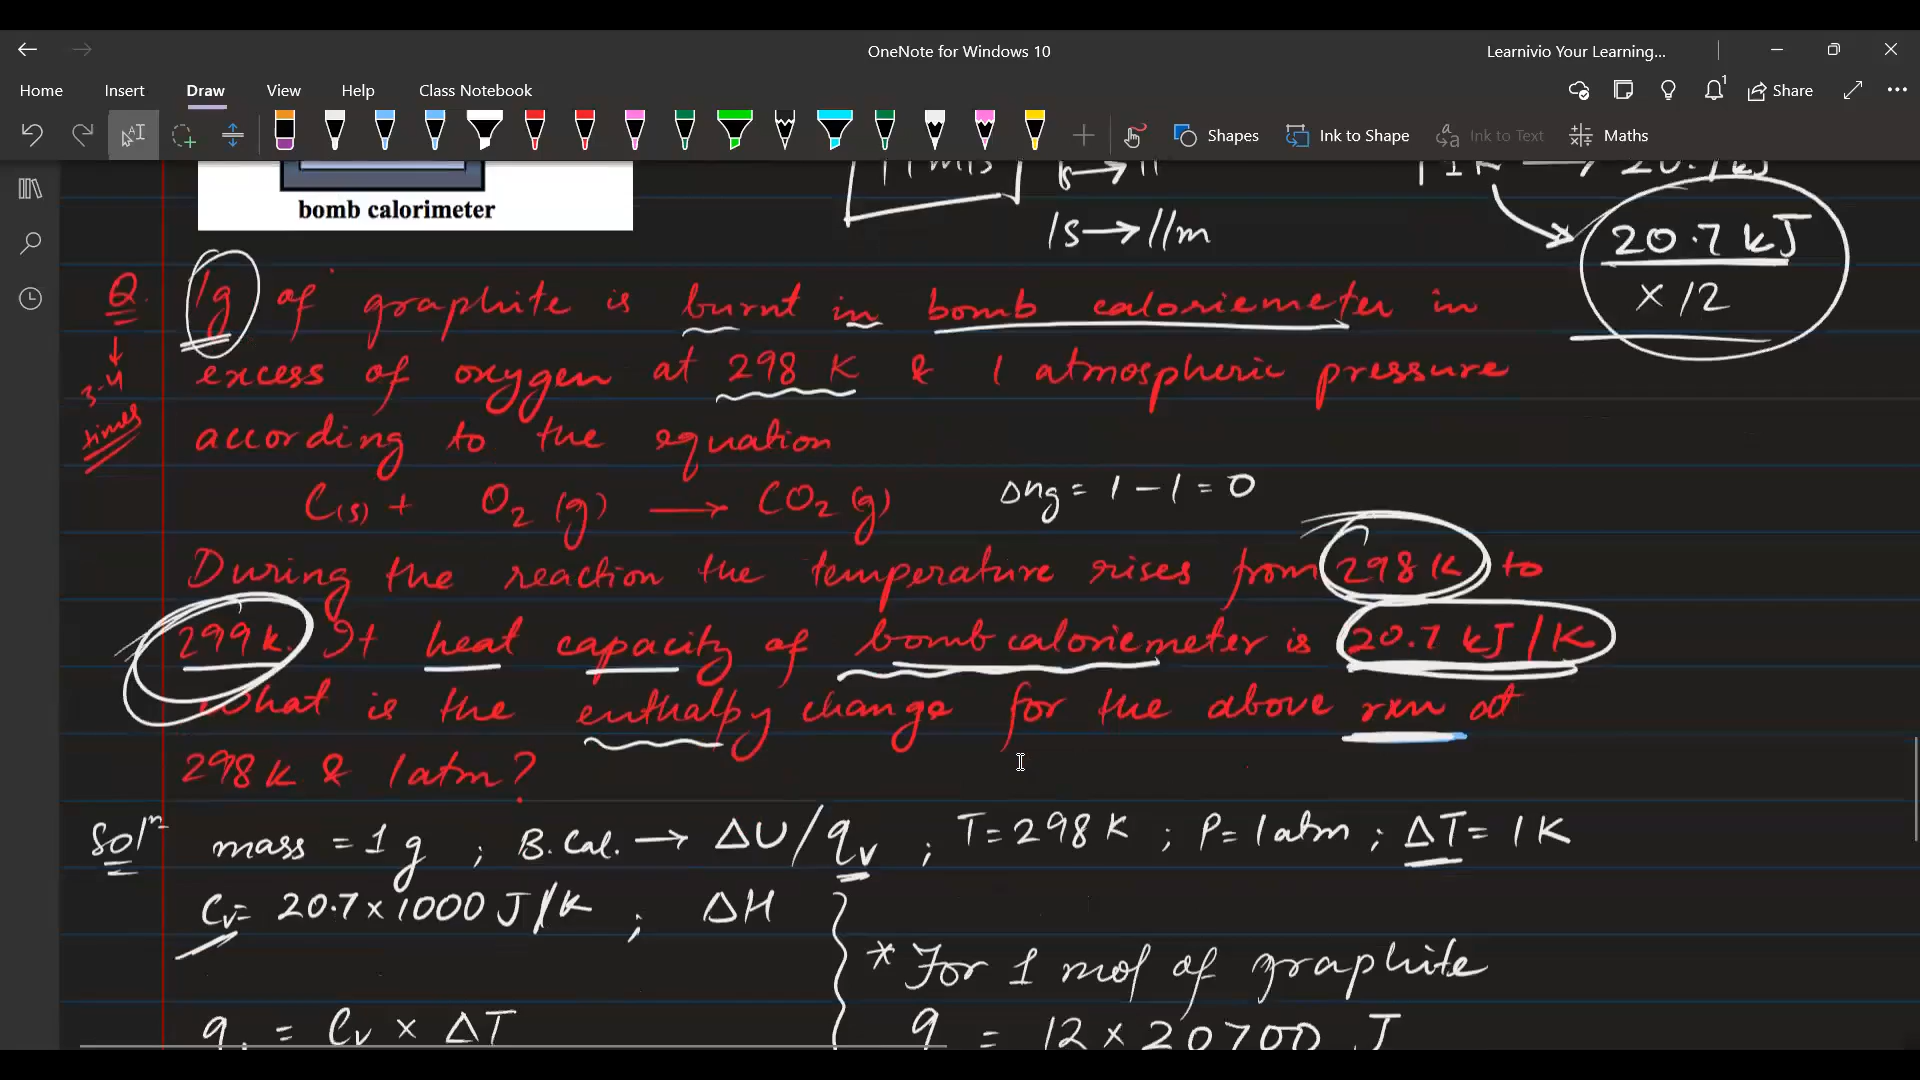 OneNote for Windows 10
Learnivio Your Learning...
Home Insert Draw View Help Class Notebook
1 Share
Shapes Ink to Shape Ink to Text Maths
bomb calorimeter
11 m/s
1s → 11m
20.7 kJ
× 12
Q. 1g of graphite is burnt in bomb caloriemeter in
3-4 times
excess of oxygen at 298 K & 1 atmospheric pressure
according to the equation
C(s) + O2 (g) → CO2 (g) Δng = 1 - 1 = 0
During the reaction the temperature rises from 298 K to
299 K. It heat capacity of bomb caloriemeter is 20.7 kJ/K
What is the enthalpy change for the above rxn at
298 K & 1 atm?
Solⁿ mass = 1 g ; B. Cal. → ΔU/qv ; T = 298 K ; P = 1 atm ; ΔT = 1 K
Cv = 20.7 × 1000 J/K ; ΔH
* For 1 mol of graphite
q = Cv × ΔT
q = 12 × 20700 J